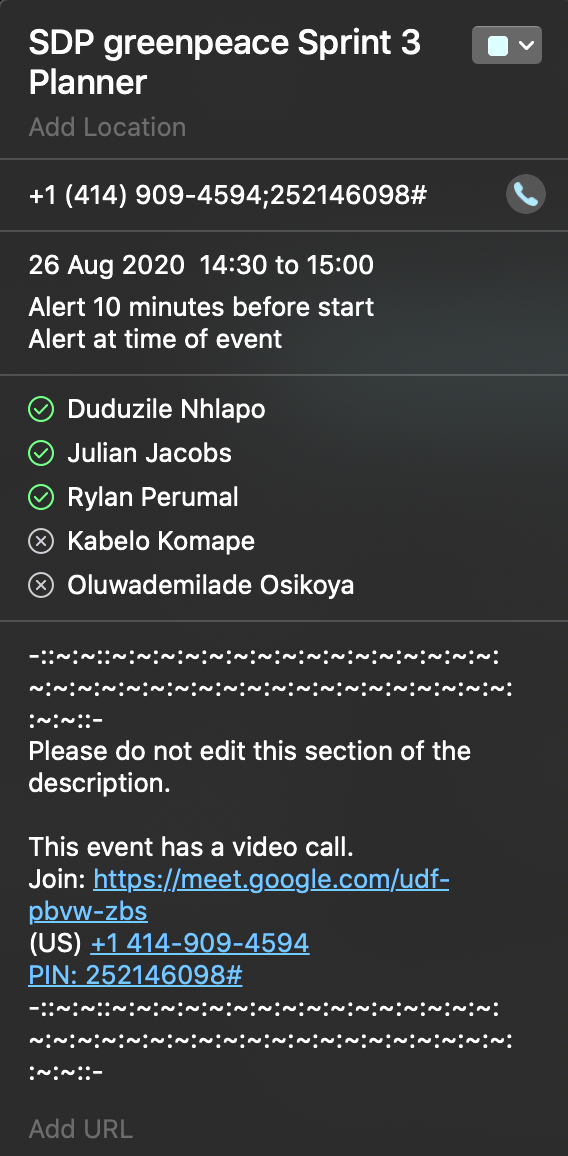 SDP greenpeace Sprint 3
Planner
Add Location
+1 (414) 909-4594;252146098#
26 Aug 2020  14:30 to 15:00
Alert 10 minutes before start
Alert at time of event
Duduzile Nhlapo
Julian Jacobs
Rylan Perumal
Kabelo Komape
Oluwademilade Osikoya
-::~:~::~:~:~:~:~:~:~:~:~:~:~:~:~:~:~:~:~:
~:~:~:~:~:~:~:~:~:~:~:~:~:~:~:~:~:~:~:~:
:~:~::-
Please do not edit this section of the
description.
This event has a video call.
Join: https://meet.google.com/udf-
pbvw-zbs
(US) +1 414-909-4594
PIN: 252146098#
-::~:~::~:~:~:~:~:~:~:~:~:~:~:~:~:~:~:~:~:
~:~:~:~:~:~:~:~:~:~:~:~:~:~:~:~:~:~:~:~:
:~:~::-
Add URL